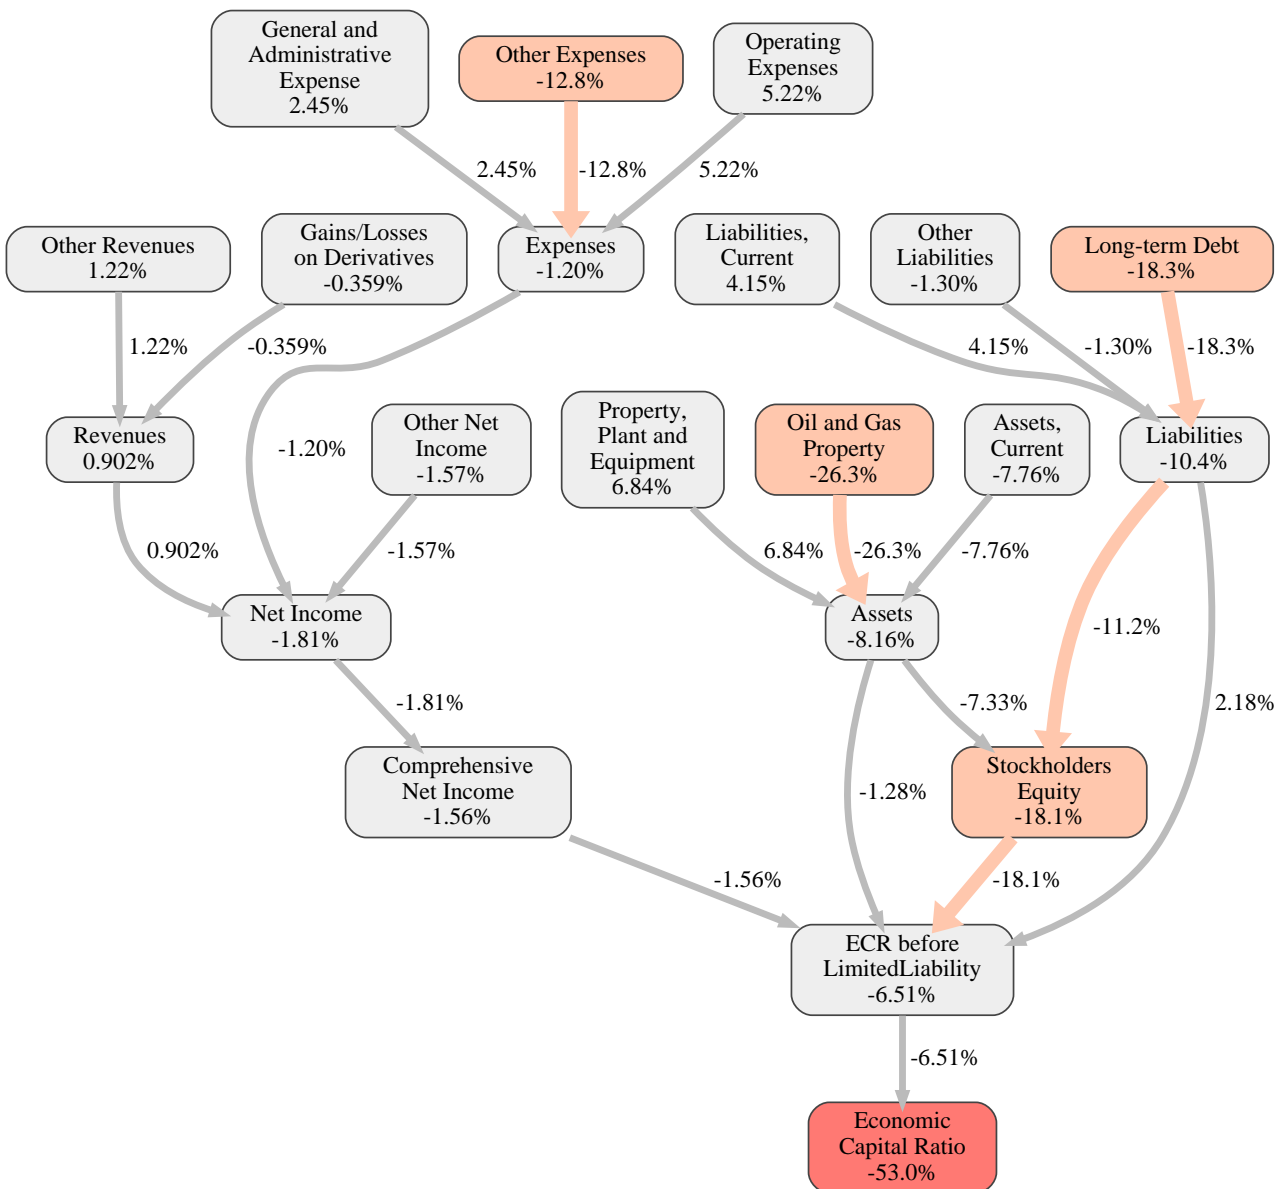 General and
Administrative
Expense
2.45%
Other Expenses
-12.8%
Operating
Expenses
5.22%
2.45%
-12.8%
5.22%
Other Revenues
1.22%
Gains/Losses
on Derivatives
-0.359%
Expenses
-1.20%
Liabilities,
Current
4.15%
Other
Liabilities
-1.30%
Long-term Debt
-18.3%
1.22%
-0.359%
4.15%
-1.30%
-18.3%
Revenues
0.902%
-1.20%
Other Net
Income
-1.57%
Property,
Plant and
Equipment
6.84%
Oil and Gas
Property
-26.3%
Assets,
Current
-7.76%
Liabilities
-10.4%
0.902%
-1.57%
6.84%
-26.3%
-7.76%
Net Income
-1.81%
Assets
-8.16%
-11.2%
-1.81%
-7.33%
2.18%
Comprehensive
Net Income
-1.56%
-1.28%
Stockholders
Equity
-18.1%
-1.56%
-18.1%
ECR before
LimitedLiability
-6.51%
-6.51%
Economic
Capital Ratio
-53.0%